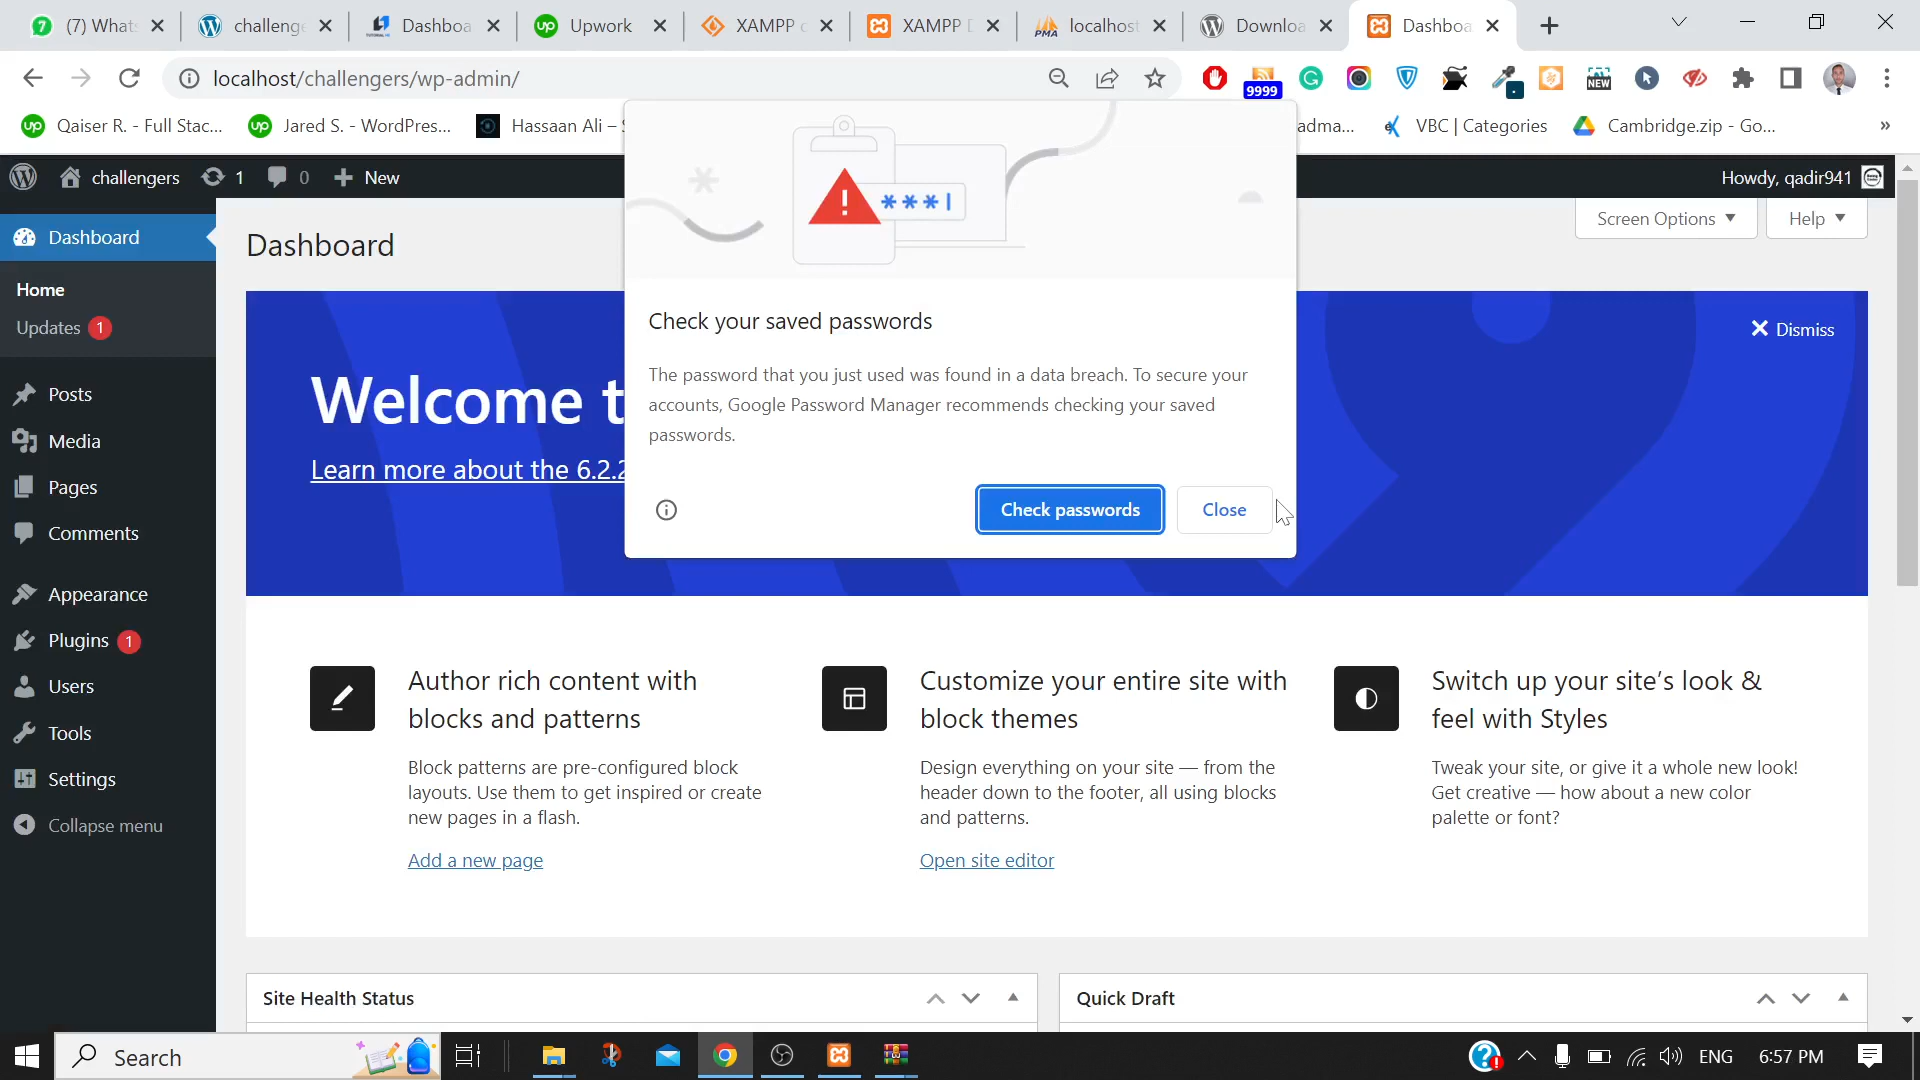 (7) What
challenge
Dashboa
Upwork
XAMPP
XAMPP
localhost
Downloa
Dashboa
localhost/challengers/wp-admin/
9999
NEW
Qaiser R. - Full Stac...
Jared S. - WordPres...
Hassaan Ali –
adma...
VBC | Categories
Cambridge.zip - Go...
»
challengers
1
0
New
Howdy, qadir941
Screen Options
Help
Dashboard
Home
Updates 1
Posts
Media
Pages
Comments
Appearance
Plugins 1
Users
Tools
Settings
Collapse menu
Dashboard
Welcome t
Learn more about the 6.2.2
Dismiss
***|
Check your saved passwords
The password that you just used was found in a data breach. To secure your
accounts, Google Password Manager recommends checking your saved
passwords.
Check passwords
Close
Author rich content with
blocks and patterns
Block patterns are pre-configured block
layouts. Use them to get inspired or create
new pages in a flash.
Add a new page
Customize your entire site with
block themes
Design everything on your site — from the
header down to the footer, all using blocks
and patterns.
Open site editor
Switch up your site’s look &
feel with Styles
Tweak your site, or give it a whole new look!
Get creative — how about a new color
palette or font?
Site Health Status
Quick Draft
Search
ENG
6:57 PM